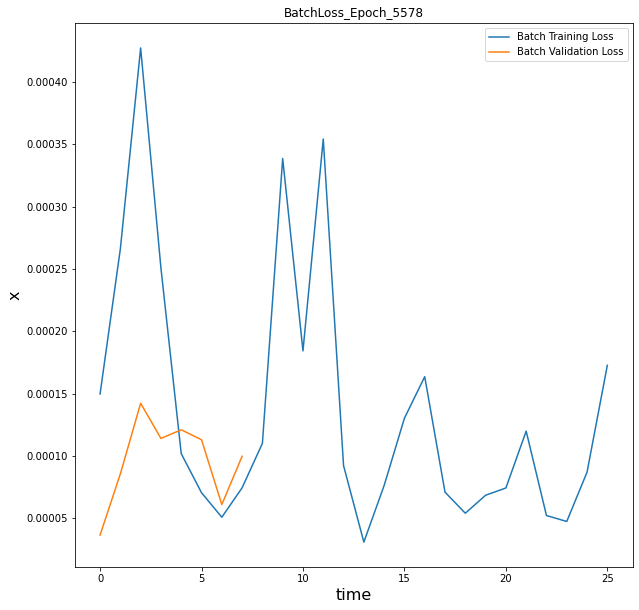 BatchLoss_Epoch_5578
Batch Training Loss
Batch Validation Loss
0.00040
0.00035
0.00030
0.00025
0.00020
0.00015
0.00010
0.00005
x
0 5 10 15 20 25
time